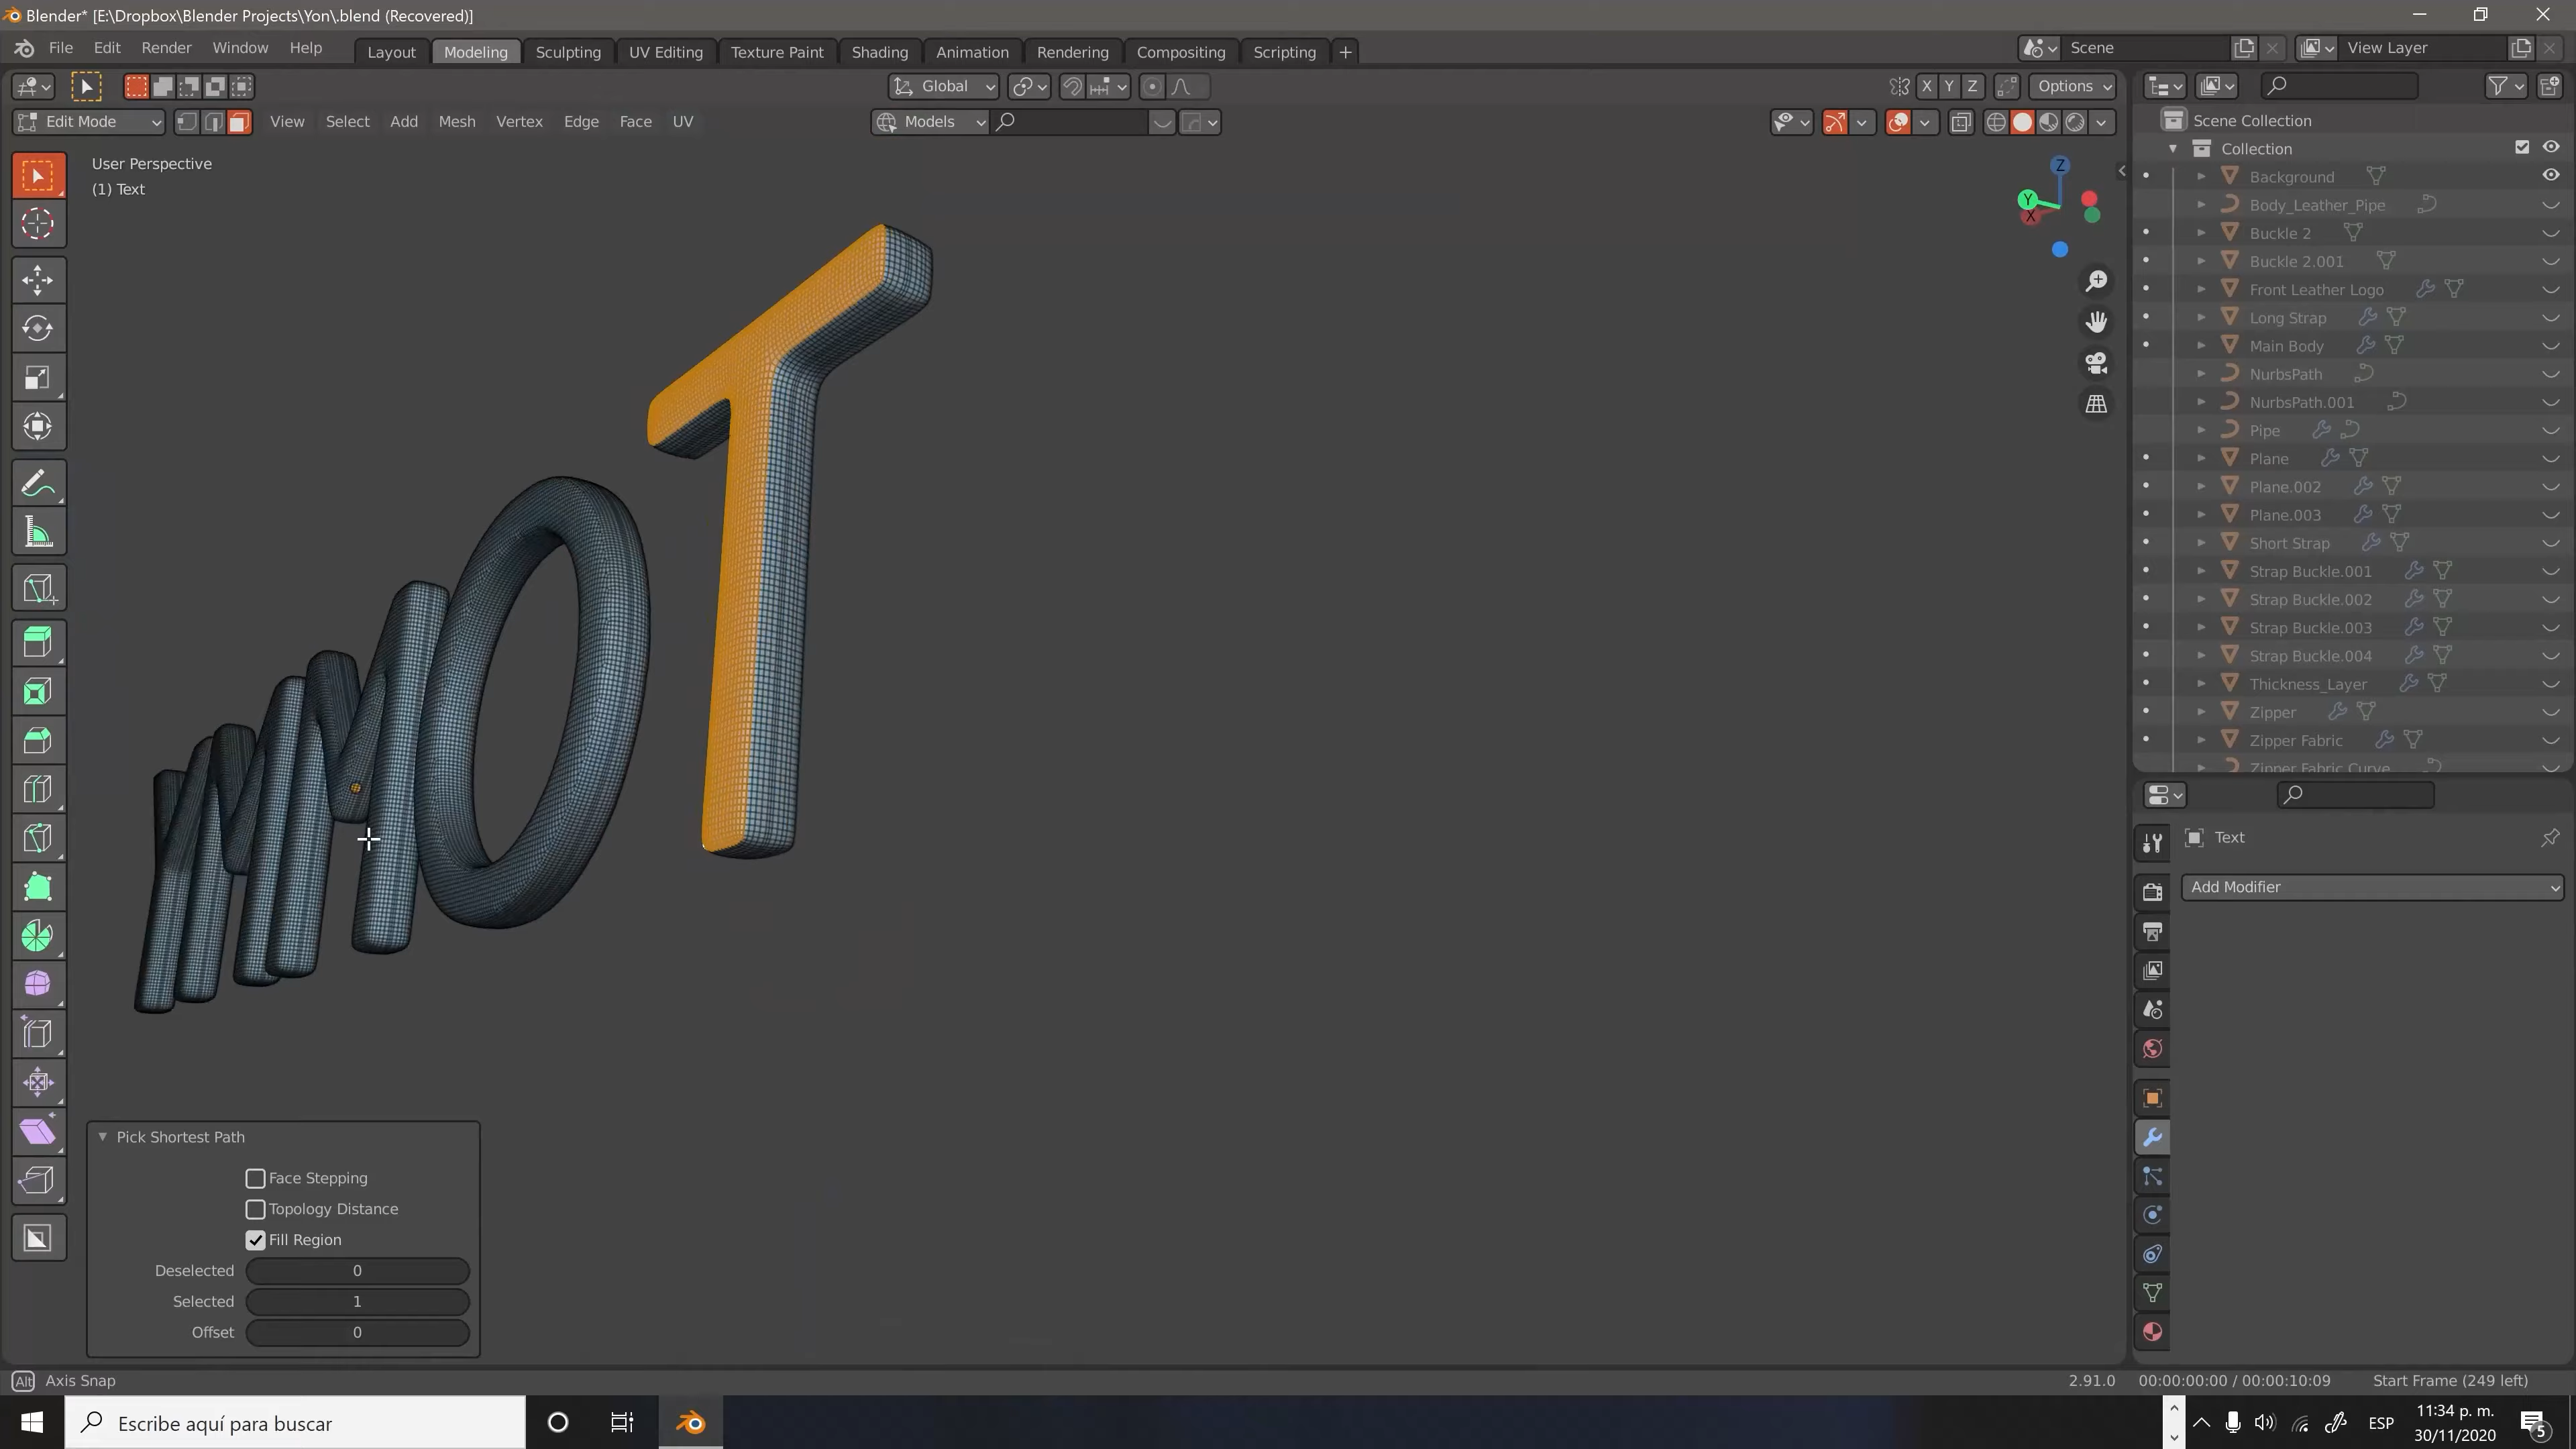 Blender* [E:\Dropbox\Blender Projects\Yon\.blend (Recovered)]
File Edit Render Window Help Layout Modeling Sculpting UV Editing Texture Paint Shading Animation Rendering Compositing Scripting + Scene View Layer
Global X Y Z Options
Edit Mode View Select Add Mesh Vertex Edge Face UV Models
User Perspective
(1) Text
Z
Y
X
Scene Collection
Collection
Background
Body_Leather_Pipe
Buckle 2
Buckle 2.001
Front Leather Logo
Long Strap
Main Body
NurbsPath
NurbsPath.001
Pipe
Plane
Plane.002
Plane.003
Short Strap
Strap Buckle.001
Strap Buckle.002
Strap Buckle.003
Strap Buckle.004
Thickness_Layer
Zipper
Zipper Fabric
Zipper Fabric Curve
Text
Add Modifier
Pick Shortest Path
Face Stepping
Topology Distance
Fill Region
Deselected 0
Selected 1
Offset 0
Alt Axis Snap 2.91.0 00:00:00:00 / 00:00:10:09 Start Frame (249 left)
Escribe aquí para buscar ESP 11:34 p. m.
30/11/2020 5